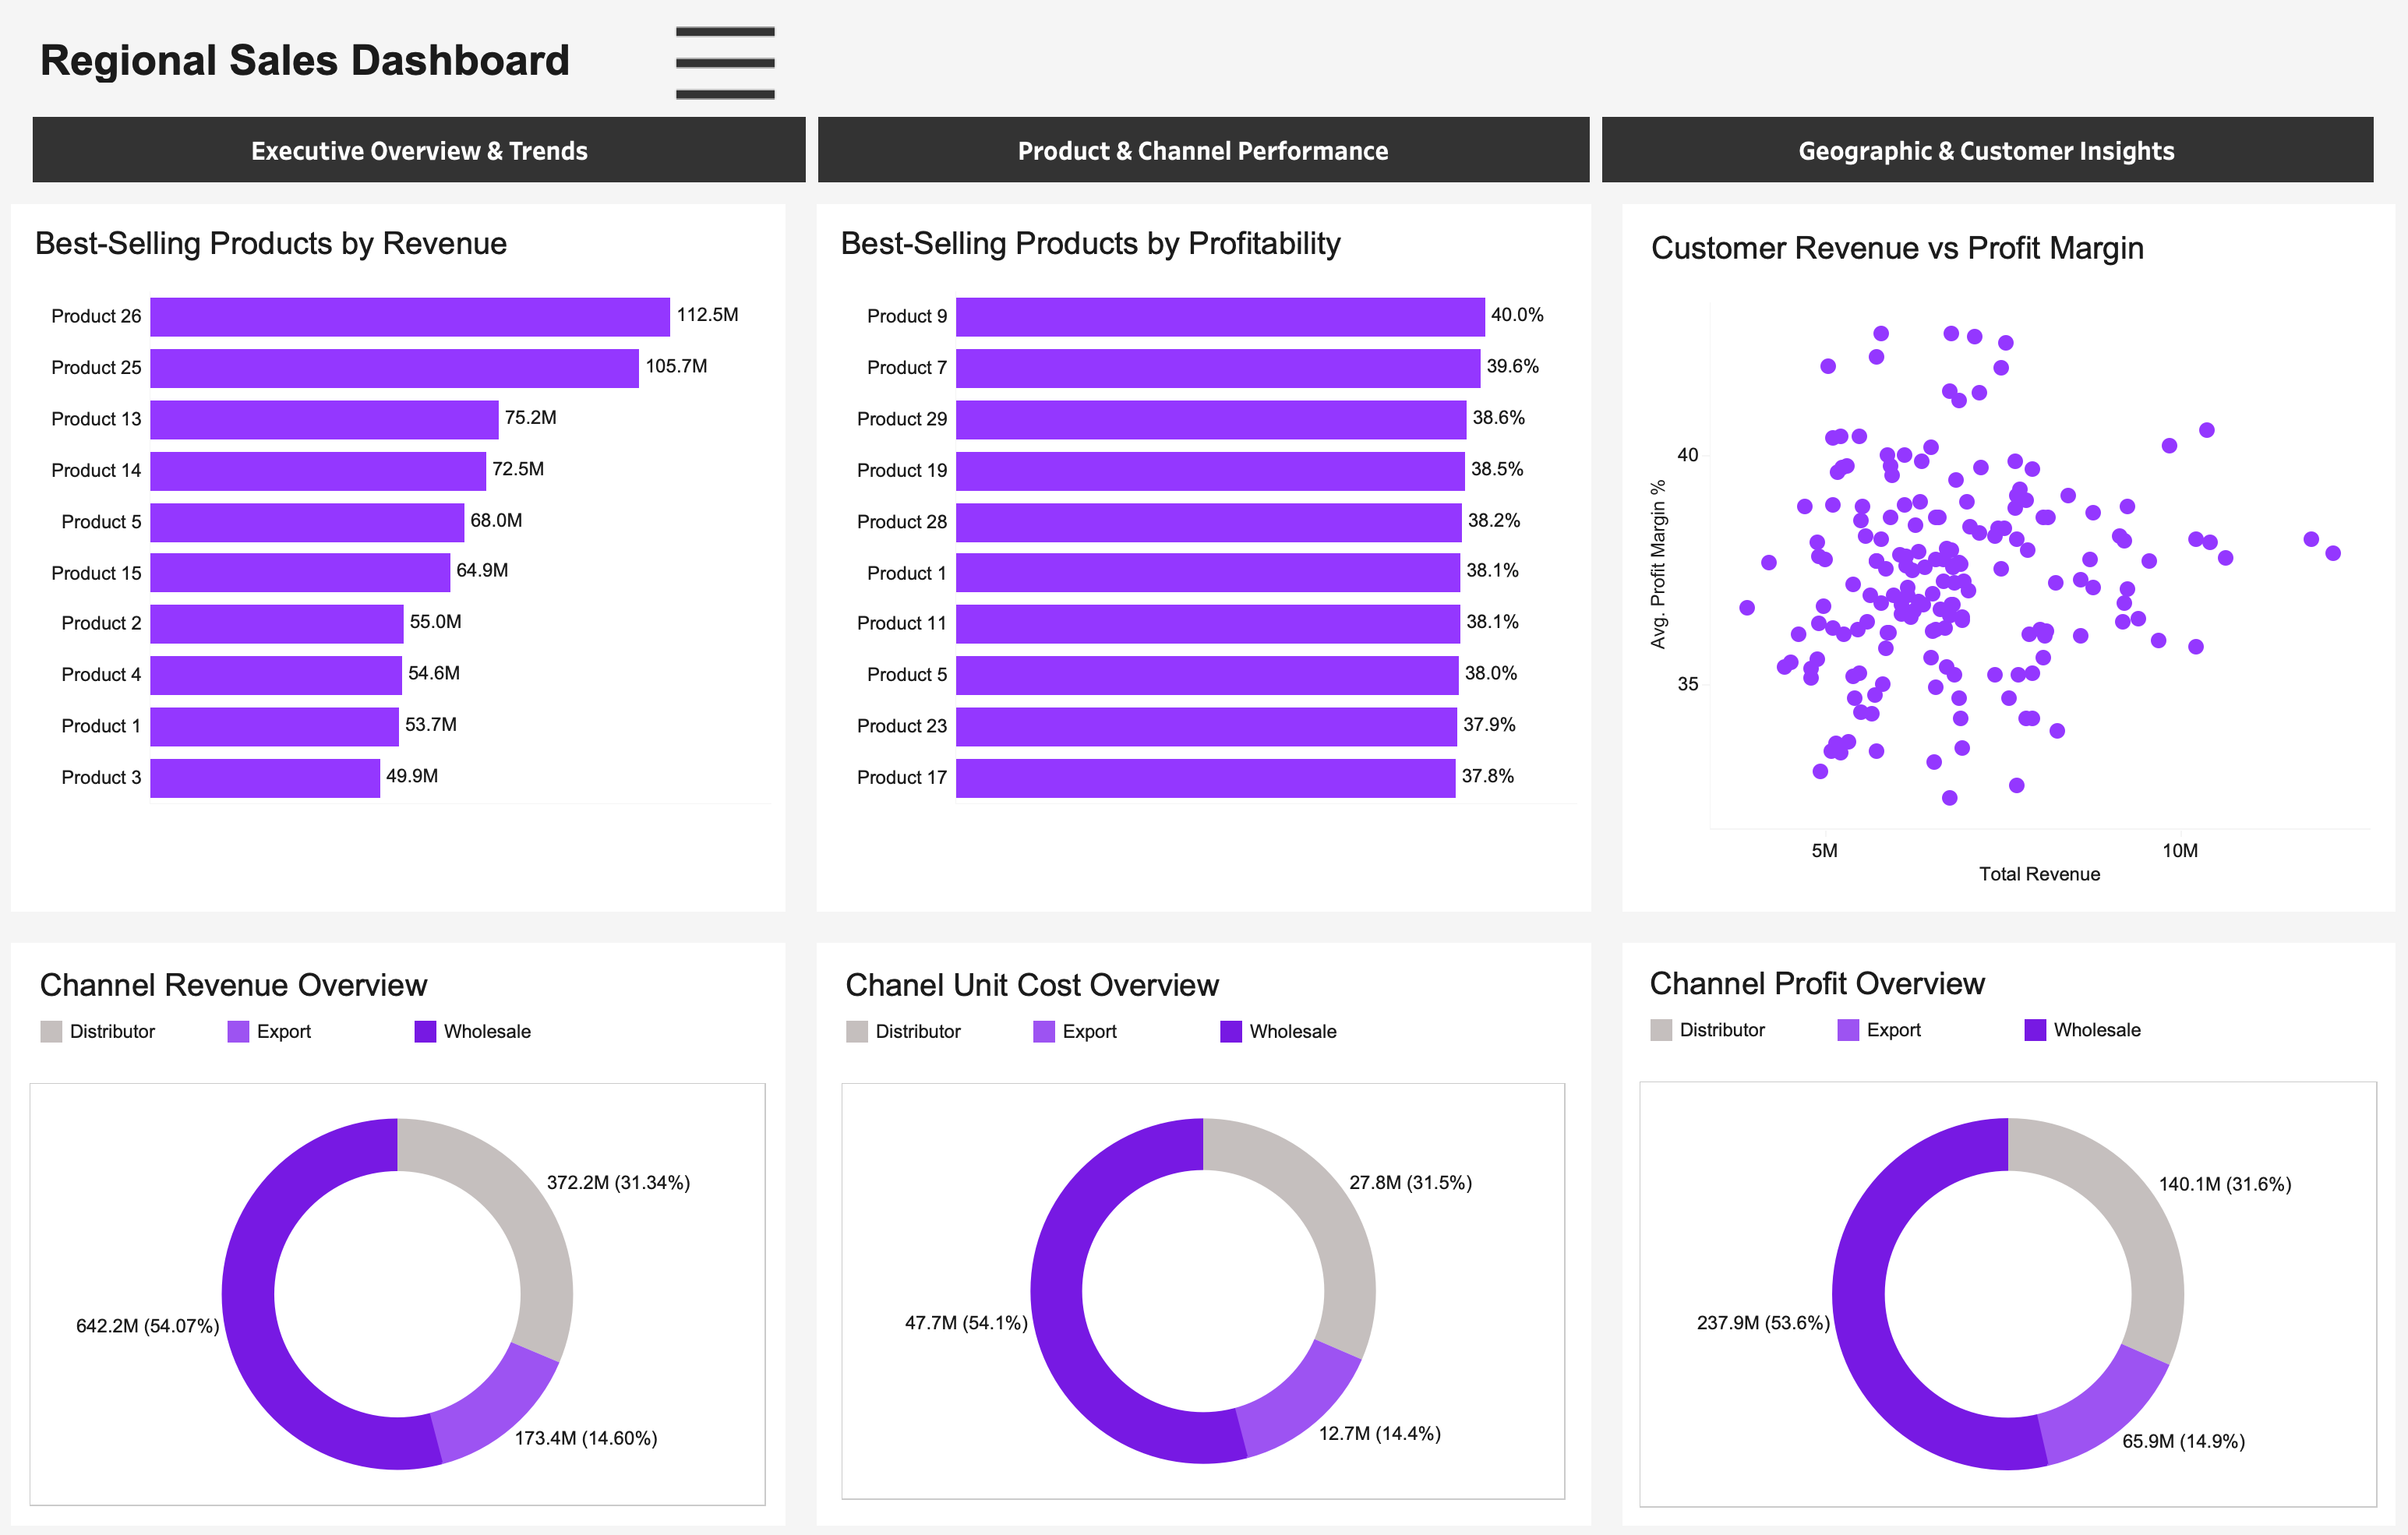 Regional Sales Dashboard
Executive Overview & Trends
Product & Channel Performance
Geographic & Customer Insights
Best-Selling Products by Revenue
Product 26 112.5M
Product 25 105.7M
Product 13 75.2M
Product 14 72.5M
Product 5 68.0M
Product 15 64.9M
Product 2 55.0M
Product 4 54.6M
Product 1 53.7M
Product 3 49.9M
Best-Selling Products by Profitability
Product 9 40.0%
Product 7 39.6%
Product 29 38.6%
Product 19 38.5%
Product 28 38.2%
Product 1 38.1%
Product 11 38.1%
Product 5 38.0%
Product 23 37.9%
Product 17 37.8%
Customer Revenue vs Profit Margin
Avg. Profit Margin %
40
35
5M 10M
Total Revenue
Channel Revenue Overview
Distributor Export Wholesale
372.2M (31.34%)
642.2M (54.07%)
173.4M (14.60%)
Chanel Unit Cost Overview
Distributor Export Wholesale
27.8M (31.5%)
47.7M (54.1%)
12.7M (14.4%)
Channel Profit Overview
Distributor Export Wholesale
140.1M (31.6%)
237.9M (53.6%)
65.9M (14.9%)